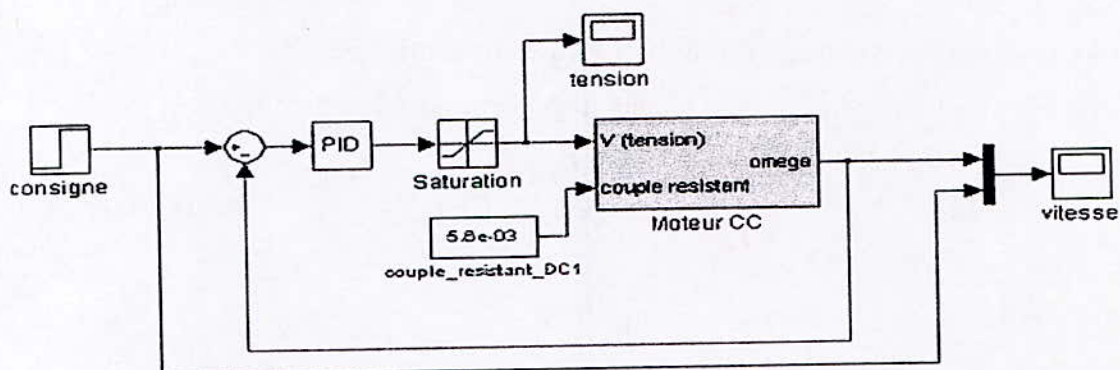 tension
consigne
PID
Saturation
V (tension)
omega
couple resistant
Moteur CC
5.8e-03
couple_resistant_DC1
vitesse